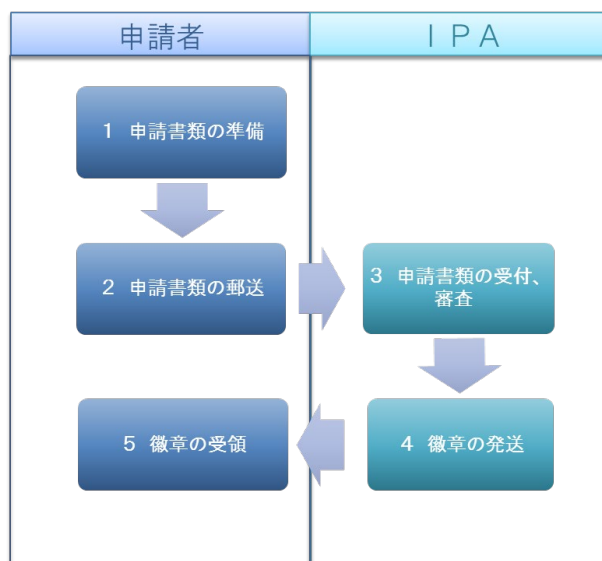 申請者
ＩＰＡ
１ 申請書類の準備
２ 申請書類の郵送
３ 申請書類の受付、
審査
５ 徽章の受領
４ 徽章の発送